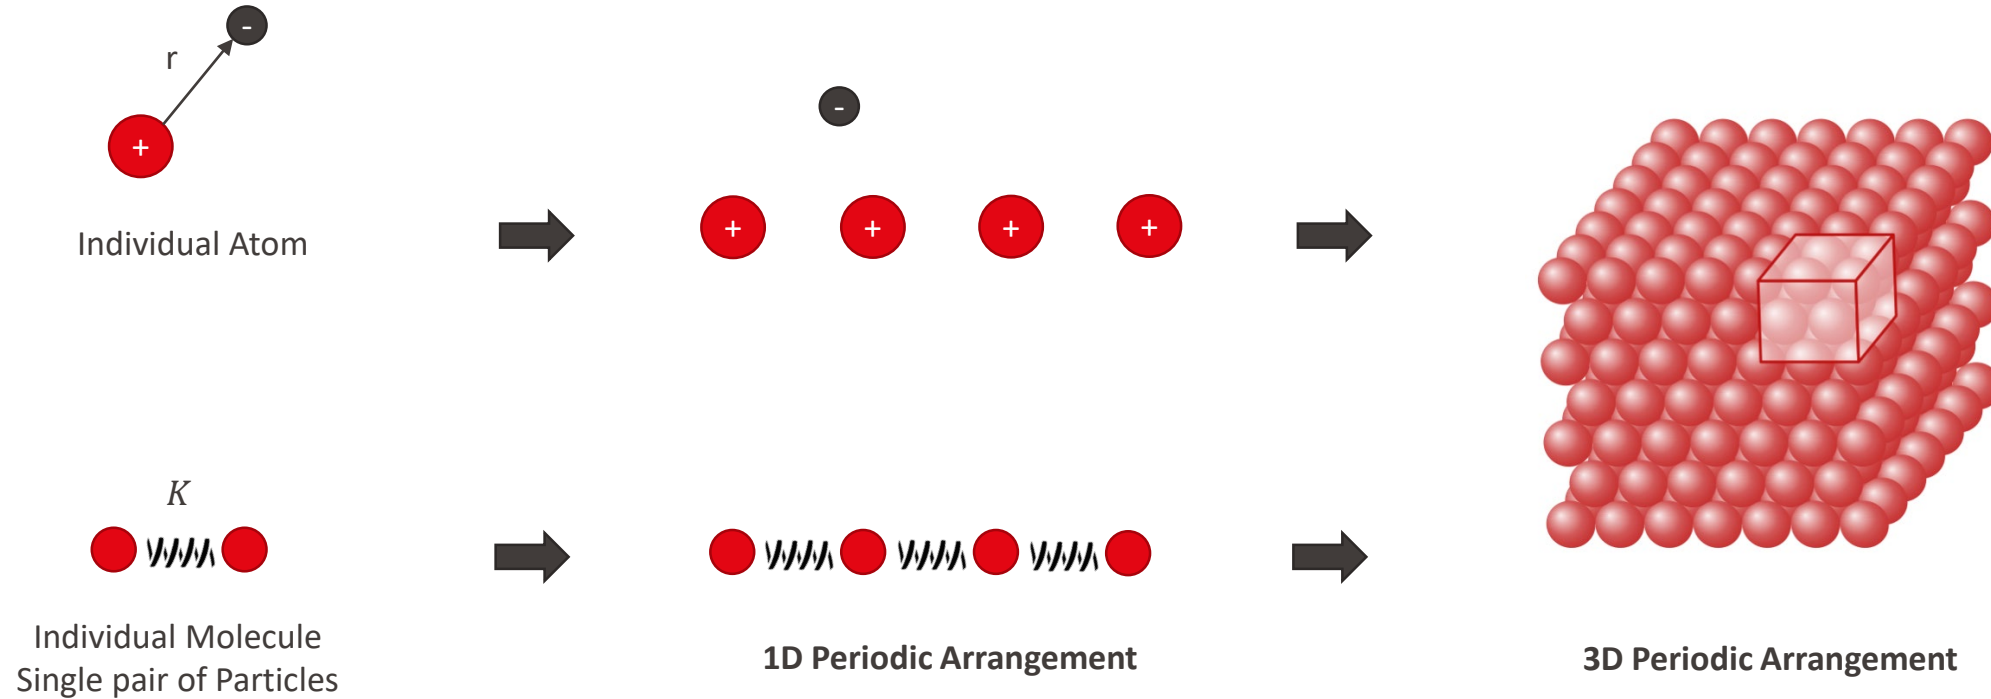 -
r
+
Individual Atom
-
+ + + +
K
Individual Molecule
Single pair of Particles
1D Periodic Arrangement
3D Periodic Arrangement